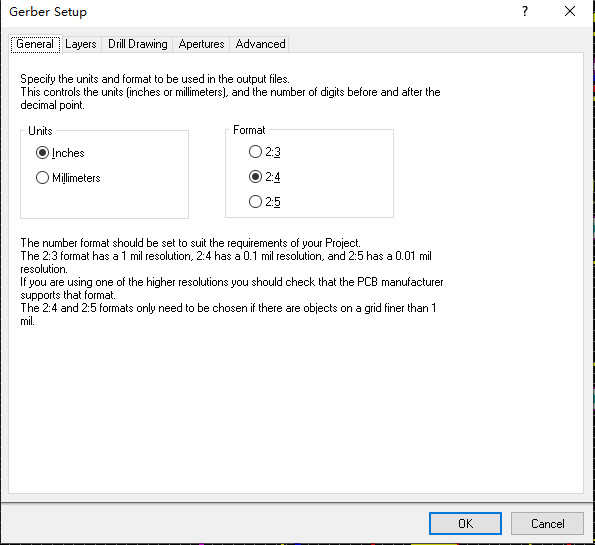 Gerber Setup
?
General Layers Drill Drawing Apertures Advanced
Specify the units and format to be used in the output files.
This controls the units (inches or millimeters), and the number of digits before and after the
decimal point.
Units
Inches
Millimeters
Format
2:3
2:4
2:5
The number format should be set to suit the requirements of your Project.
The 2:3 format has a 1 mil resolution, 2:4 has a 0.1 mil resolution, and 2:5 has a 0.01 mil
resolution.
If you are using one of the higher resolutions you should check that the PCB manufacturer
supports that format.
The 2:4 and 2:5 formats only need to be chosen if there are objects on a grid finer than 1
mil.
OK Cancel